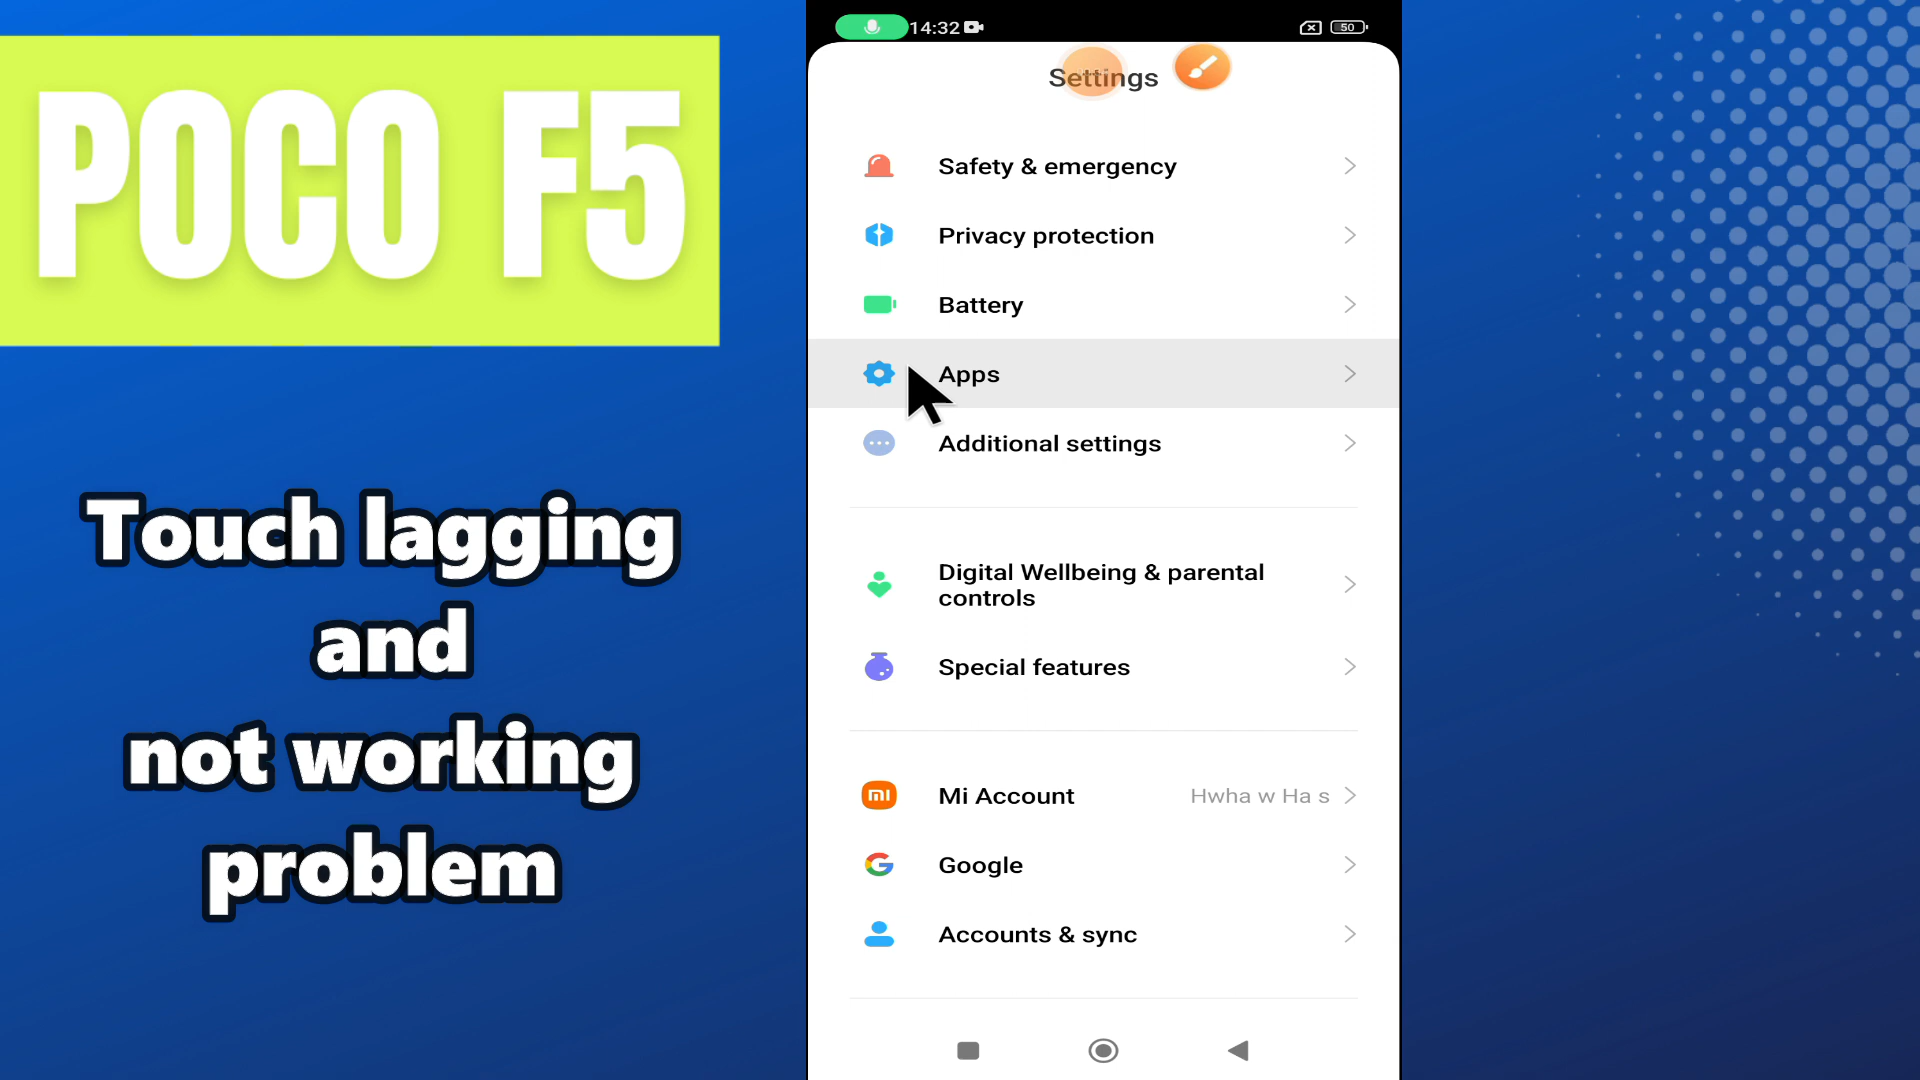 POCO F5
Touch lagging
and
not working
problem
14:32
50
Settings
Safety & emergency
Privacy protection
Battery
Apps
Additional settings
Digital Wellbeing & parental
controls
Special features
Mi Account
Hwha w Ha s
Google
Accounts & sync